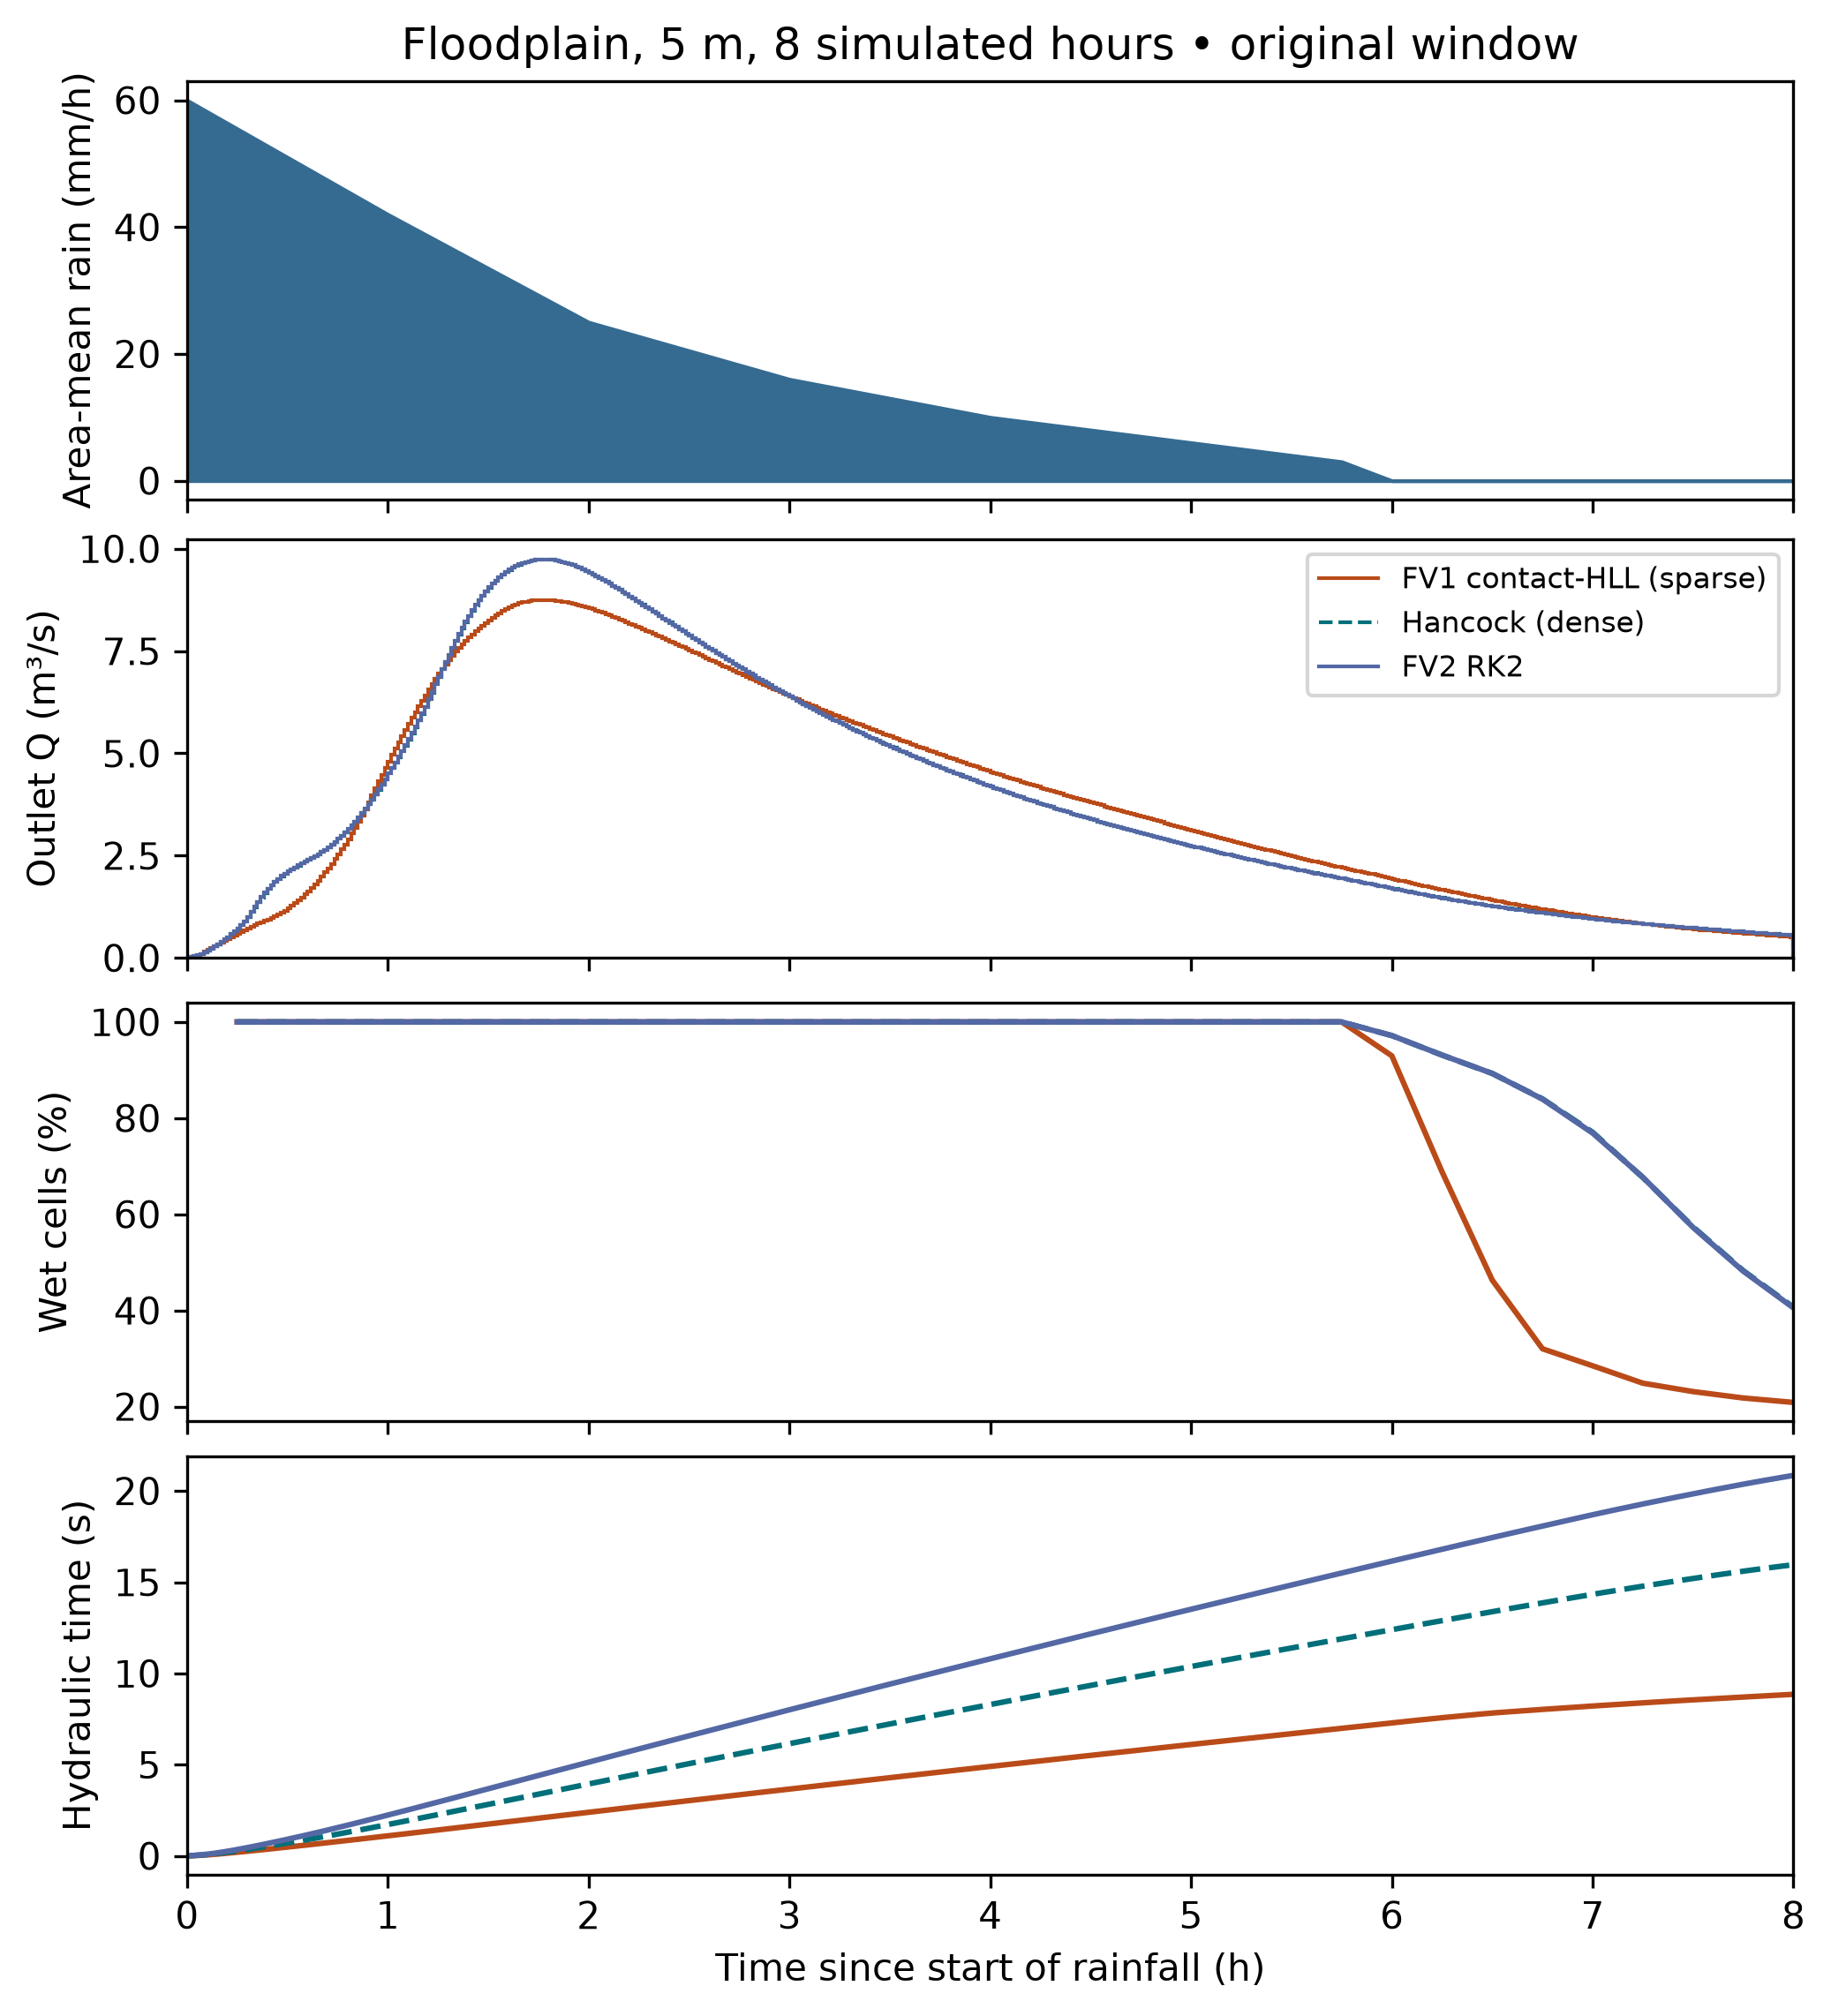 Floodplain, 5 m, 8 simulated hours • original window
Area-mean rain (mm/h)
60
40
20
0
Outlet Q (m³/s)
10.0
7.5
5.0
2.5
0.0
FV1 contact-HLL (sparse)
Hancock (dense)
FV2 RK2
Wet cells (%)
100
80
60
40
20
Hydraulic time (s)
20
15
10
5
0
0 1 2 3 4 5 6 7 8
Time since start of rainfall (h)